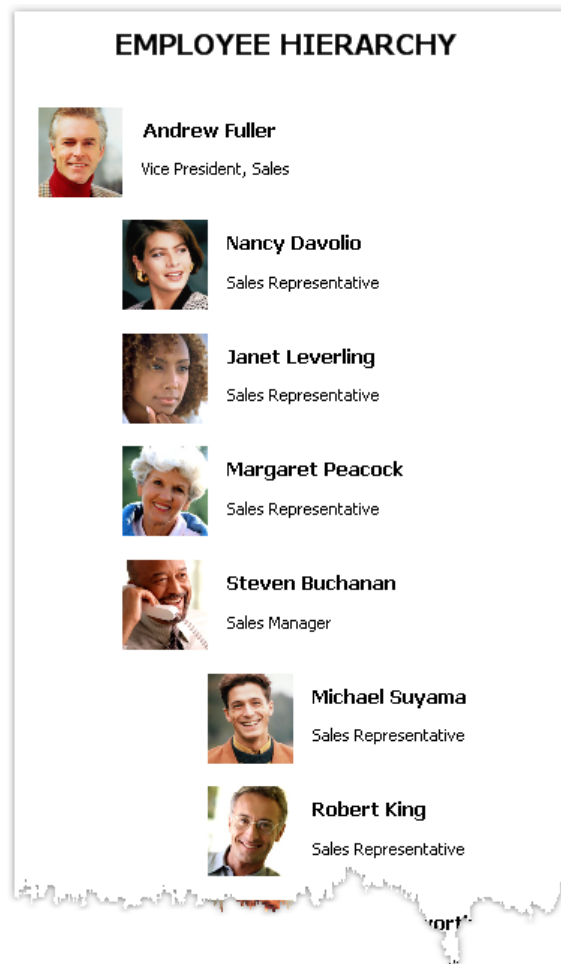 EMPLOYEE HIERARCHY
Andrew Fuller
Vice President, Sales
Nancy Davolio
Sales Representative
Janet Leverling
Sales Representative
Margaret Peacock
Sales Representative
Steven Buchanan
Sales Manager
Michael Suyama
Sales Representative
Robert King
Sales Representative